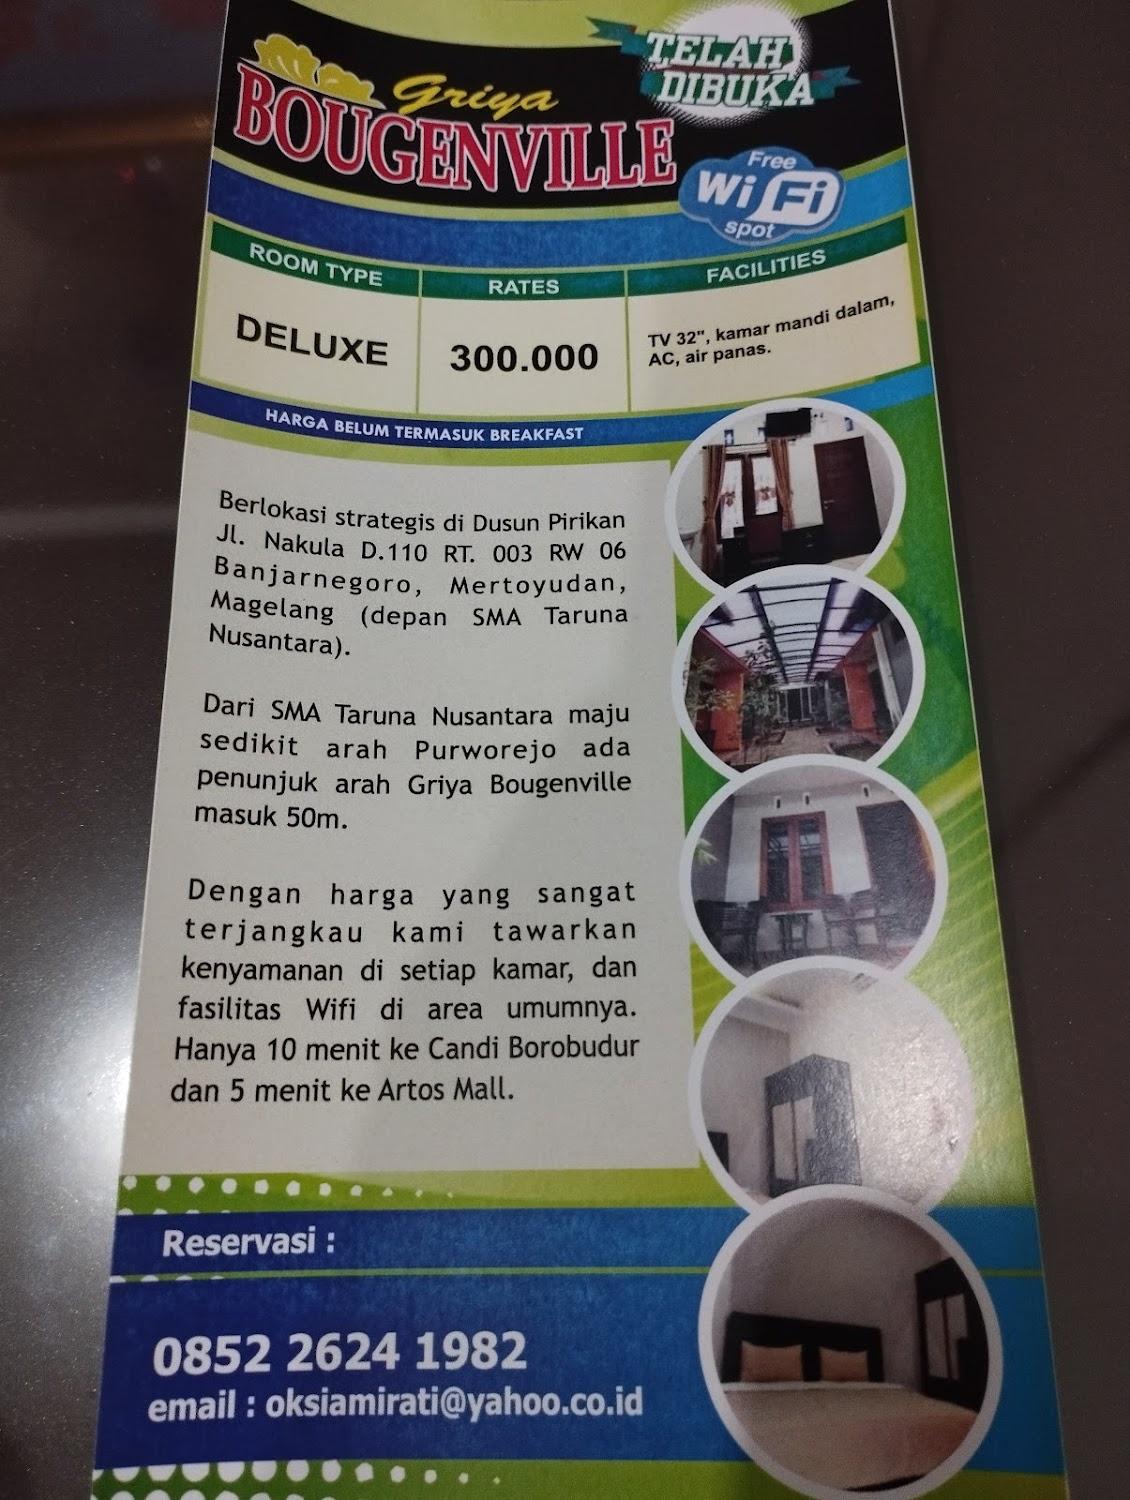 TELAH
DIBUKA
Griya
BOUGENVILLE
Free
WiFi
spot
ROOM TYPE RATES FACILITIES
DELUXE 300.000 TV 32", kamar mandi dalam,
AC, air panas.
HARGA BELUM TERMASUK BREAKFAST
Berlokasi strategis di Dusun Pirikan
Jl. Nakula D.110 RT. 003 RW 06
Banjarnegoro, Mertoyudan,
Magelang (depan SMA Taruna
Nusantara).
Dari SMA Taruna Nusantara maju
sedikit arah Purworejo ada
penunjuk arah Griya Bougenville
masuk 50m.
Dengan harga yang sangat
terjangkau kami tawarkan
kenyamanan di setiap kamar, dan
fasilitas Wifi di area umumnya.
Hanya 10 menit ke Candi Borobudur
dan 5 menit ke Artos Mall.
Reservasi :
0852 2624 1982
email : oksiamirati@yahoo.co.id